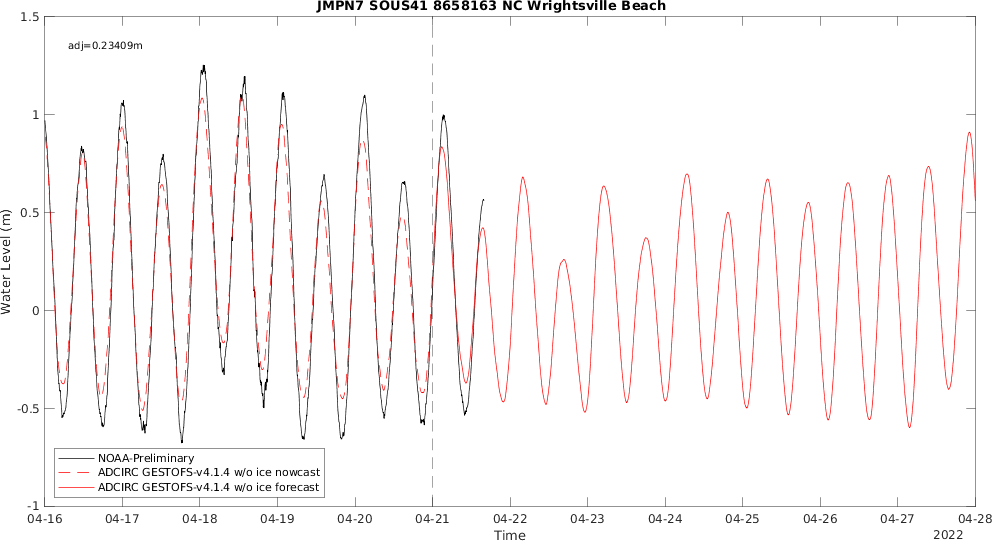 JMPN7 SOUS41 8658163 NC Wrightsville Beach
adj=0.23409m
1.5
1
0.5
0
-0.5
-1
Water Level (m)
NOAA-Preliminary
ADCIRC GESTOFS-v4.1.4 w/o ice nowcast
ADCIRC GESTOFS-v4.1.4 w/o ice forecast
04-16 04-17 04-18 04-19 04-20 04-21 04-22 04-23 04-24 04-25 04-26 04-27 04-28
Time
2022